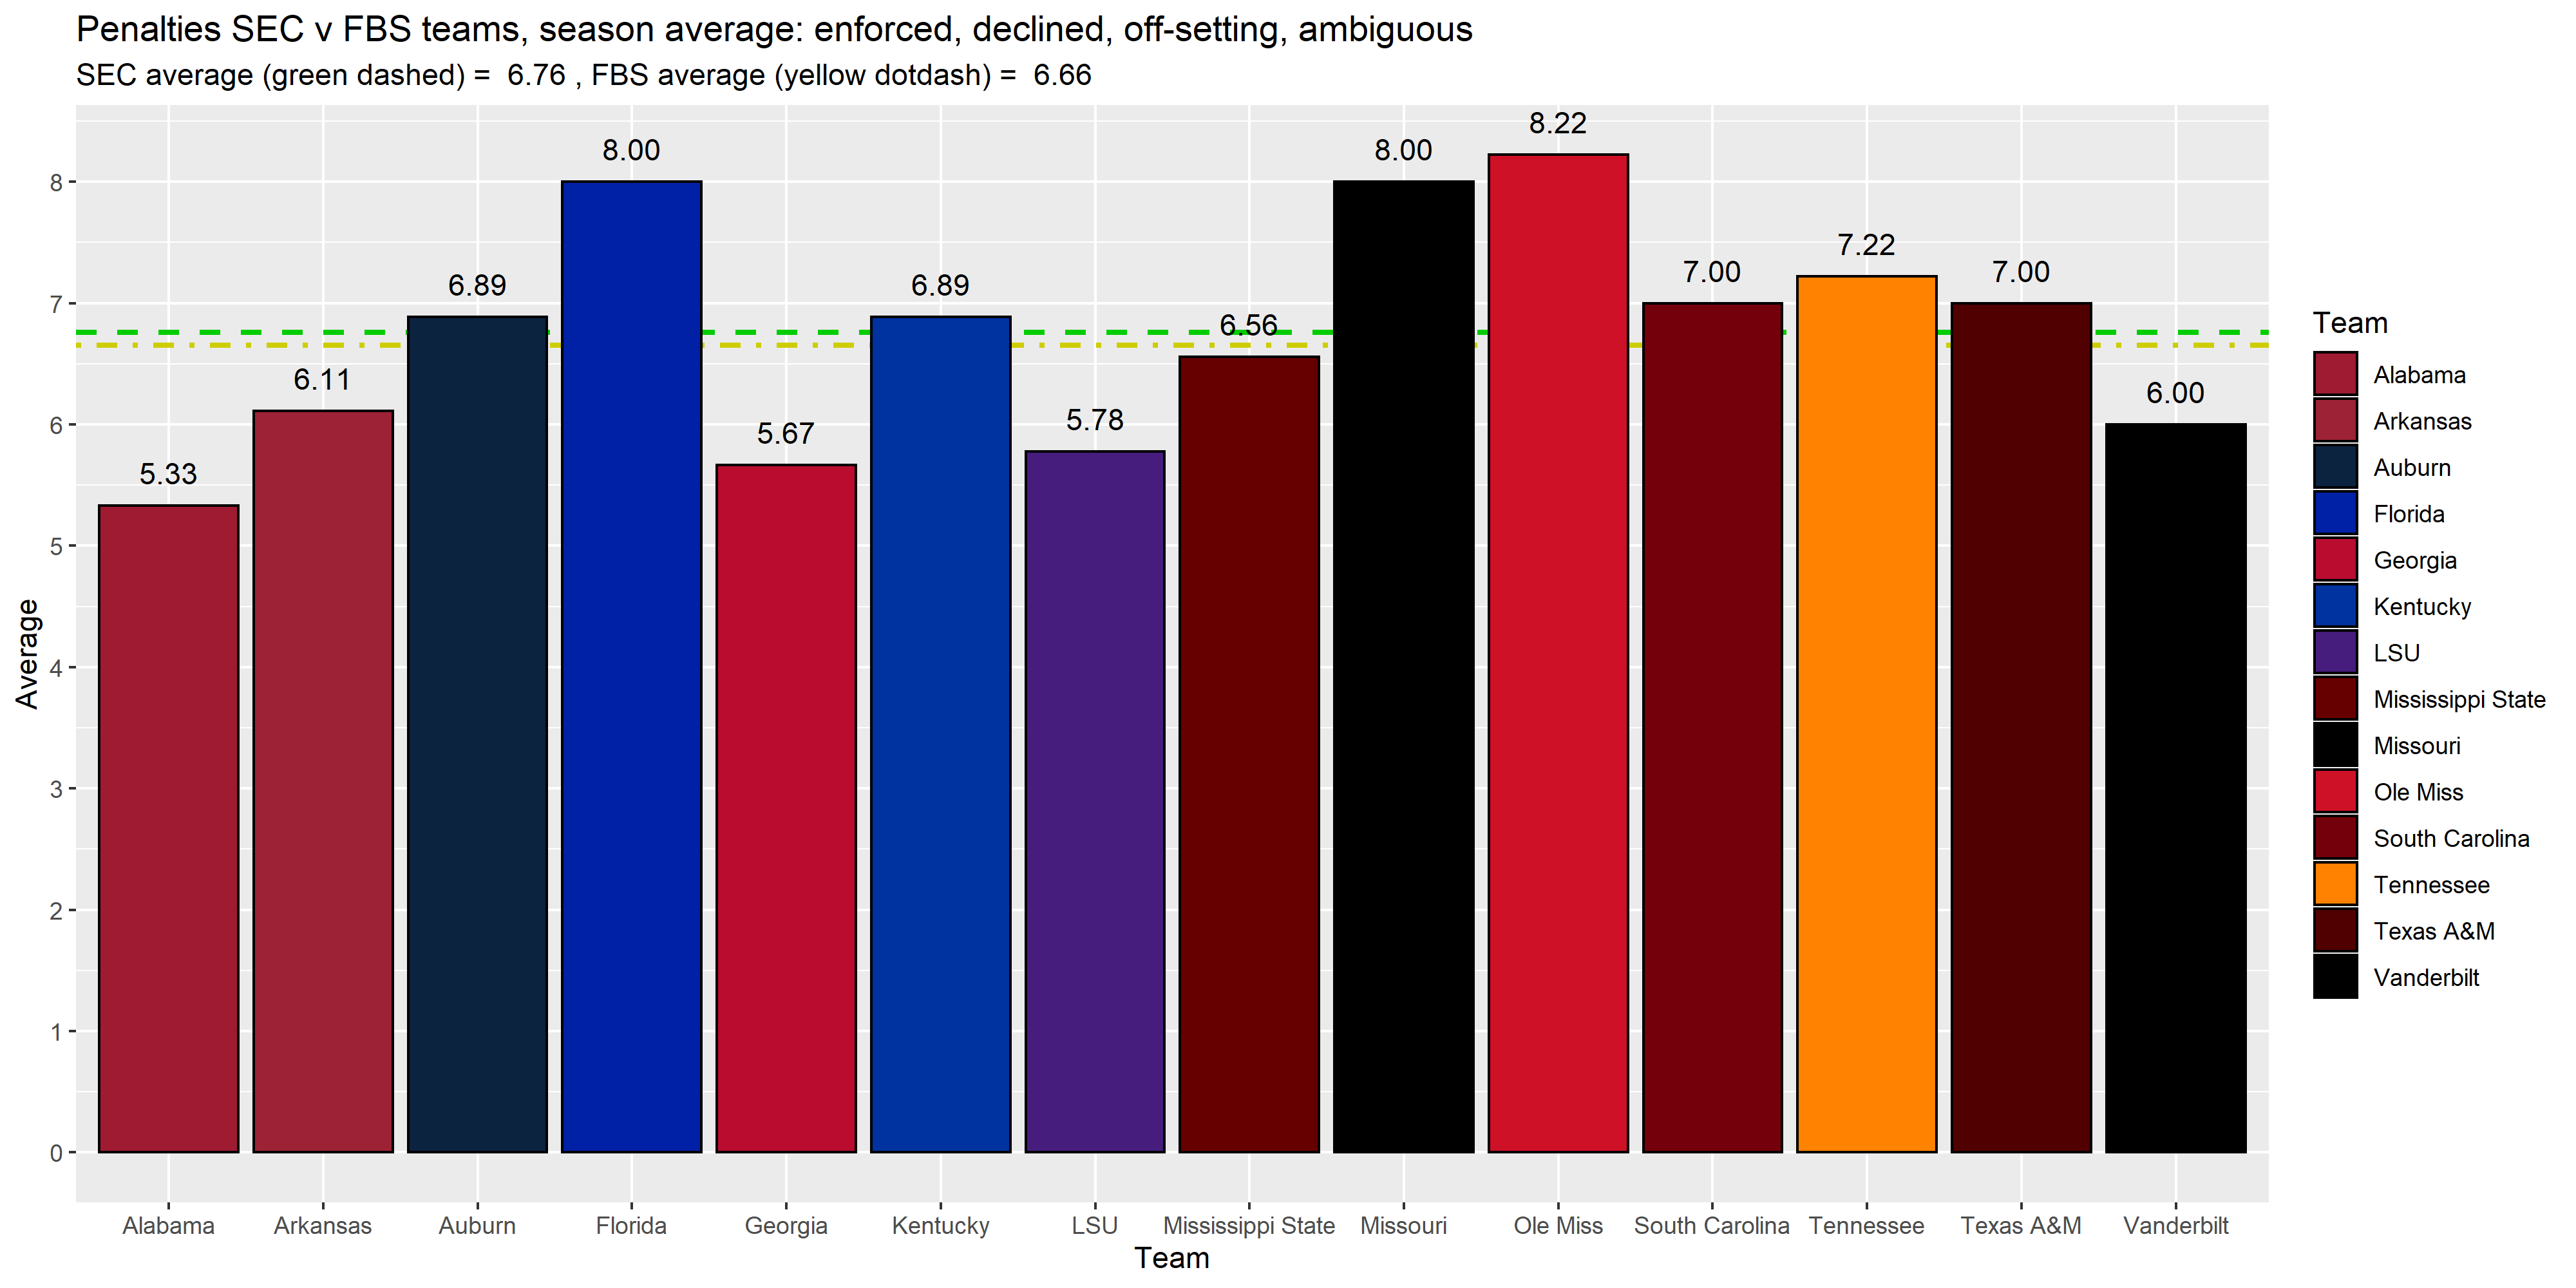 Penalties SEC v FBS teams, season average: enforced, declined, off-setting, ambiguous
SEC average (green dashed) =  6.76 , FBS average (yellow dotdash) =  6.66
8.22
8.00
8.00
7.22
7.00
7.00
6.89
6.89
6.56
6.11
6.00
5.78
5.67
5.33
8
7
6
5
4
3
2
1
0
Average
Alabama Arkansas Auburn Florida Georgia Kentucky LSU Mississippi State Missouri Ole Miss South Carolina Tennessee Texas A&M Vanderbilt
Team
Team
Alabama
Arkansas
Auburn
Florida
Georgia
Kentucky
LSU
Mississippi State
Missouri
Ole Miss
South Carolina
Tennessee
Texas A&M
Vanderbilt